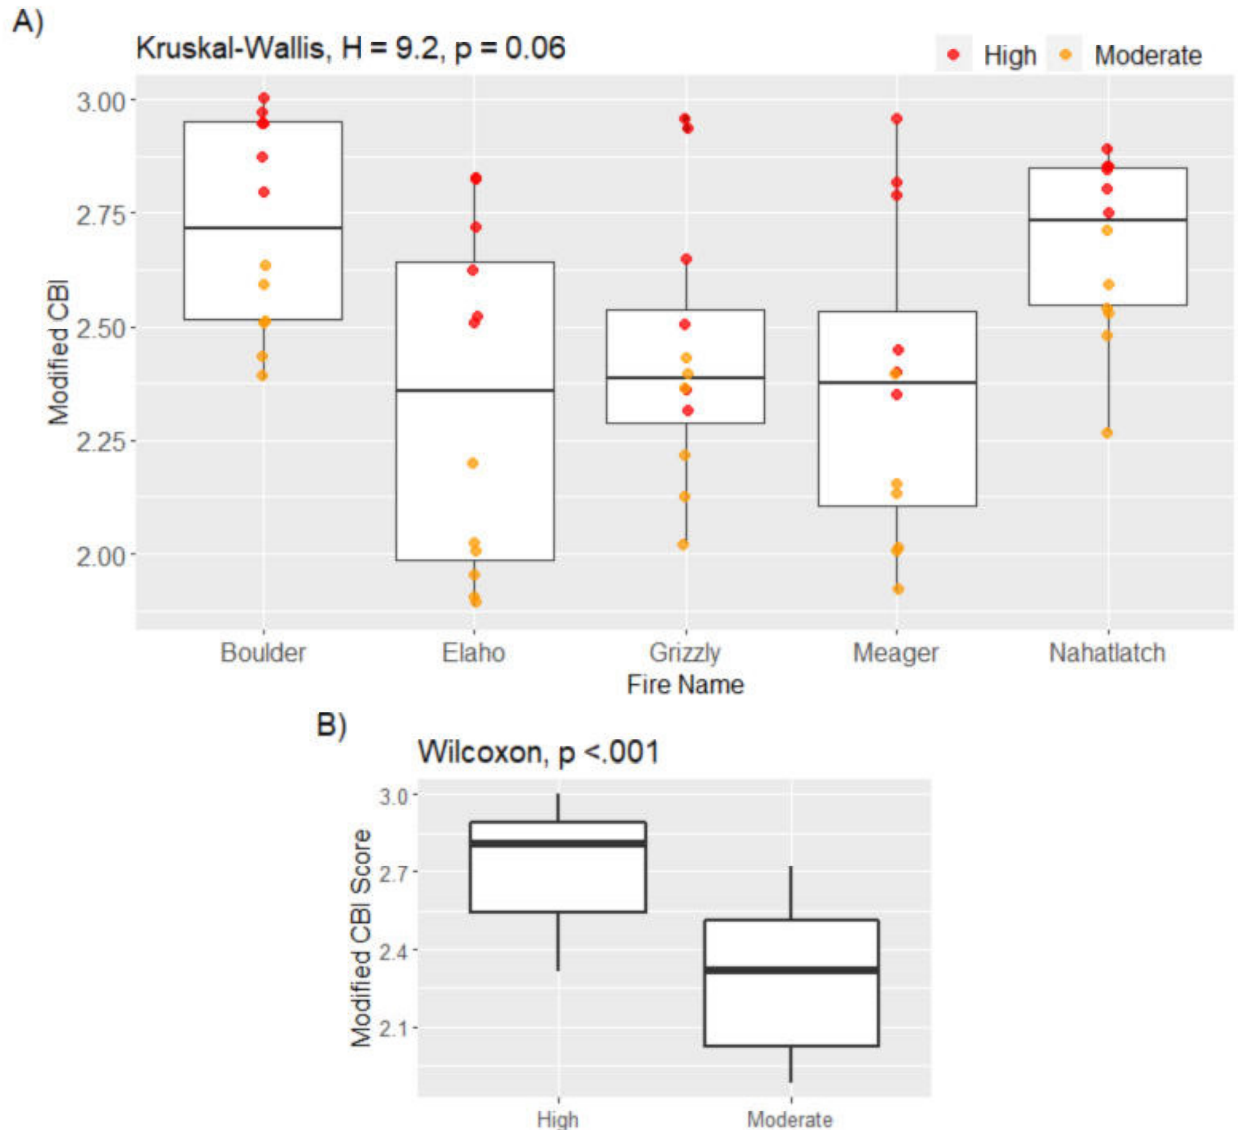 A)
Kruskal-Wallis, H = 9.2, p = 0.06
High Moderate
3.00
2.75
2.50
2.25
2.00
Modified CBI
Boulder Elaho Grizzly Meager Nahatlatch
Fire Name
B)
Wilcoxon, p <.001
3.0
2.7
2.4
2.1
Modified CBI Score
High Moderate